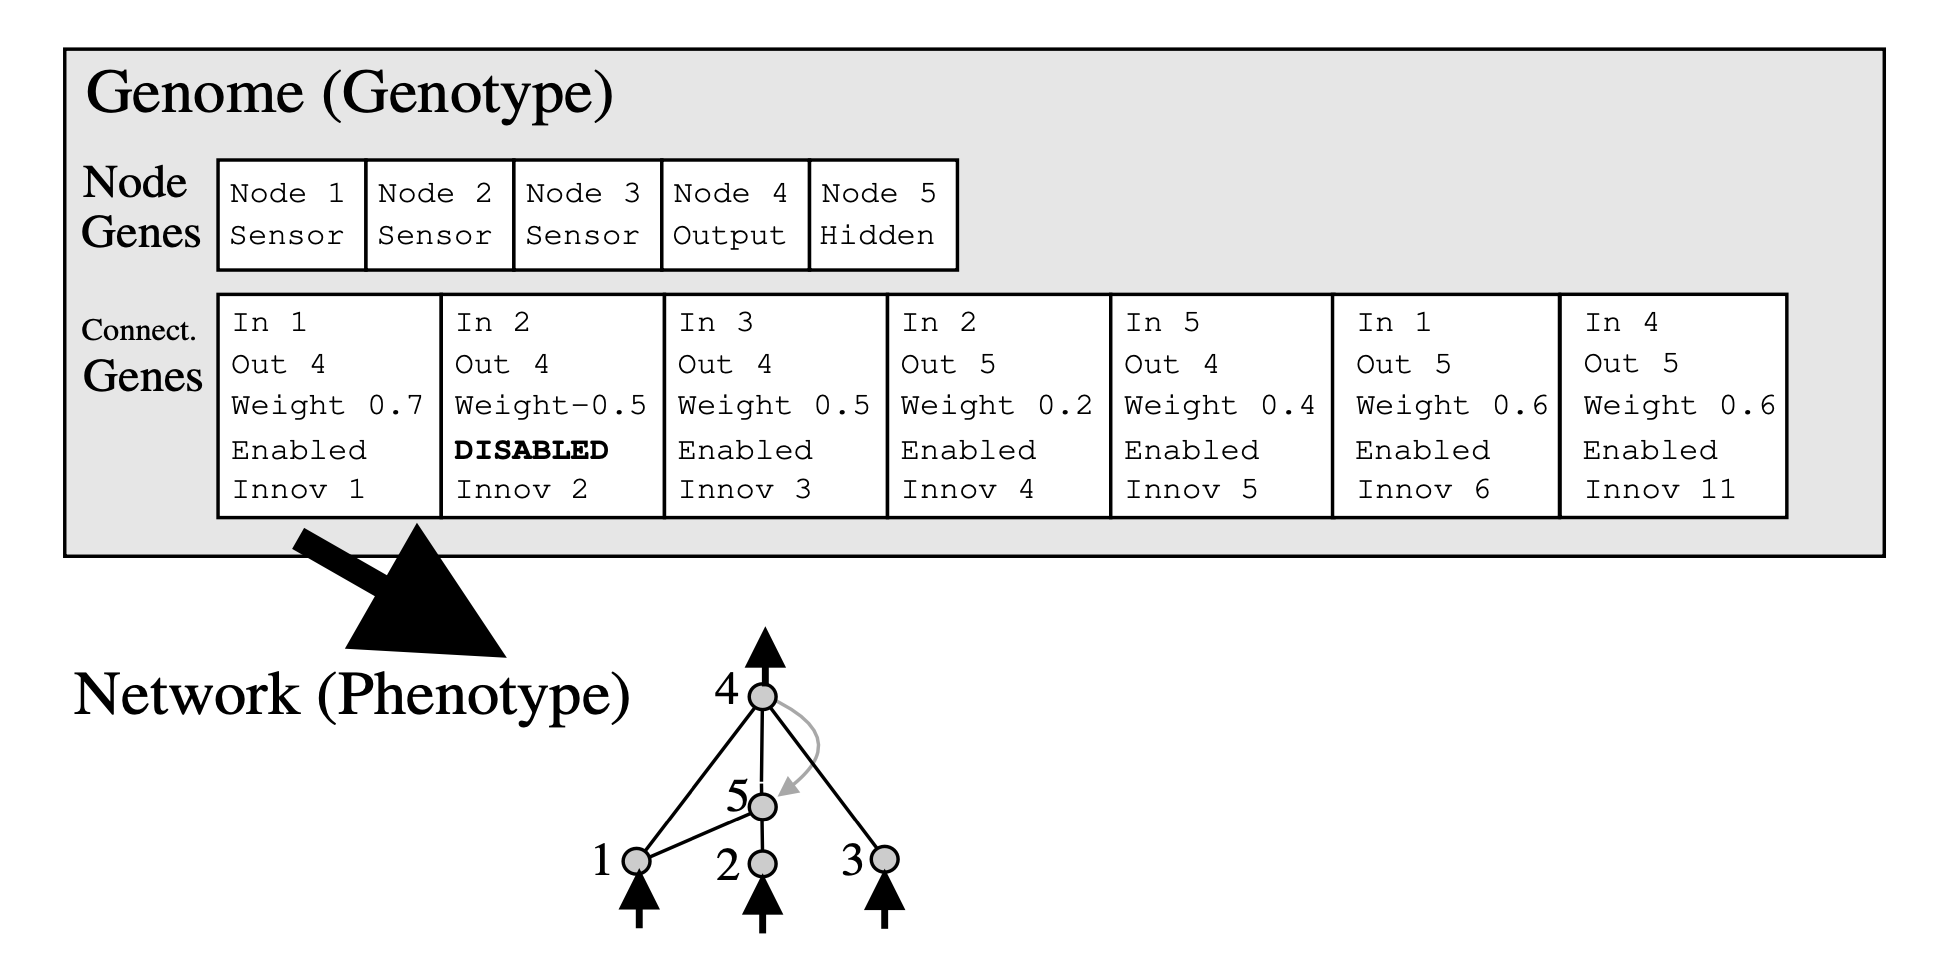 Genome (Genotype)
Node
Genes
Node 1 Node 2 Node 3 Node 4 Node 5
Sensor Sensor Sensor Output Hidden
Connect.
Genes
In 1 In 2 In 3 In 2 In 5 In 1 In 4
Out 4 Out 4 Out 4 Out 5 Out 4 Out 5 Out 5
Weight 0.7 Weight-0.5 Weight 0.5 Weight 0.2 Weight 0.4 Weight 0.6 Weight 0.6
Enabled DISABLED Enabled Enabled Enabled Enabled Enabled
Innov 1 Innov 2 Innov 3 Innov 4 Innov 5 Innov 6 Innov 11
Network (Phenotype)
4
5
1 2 3